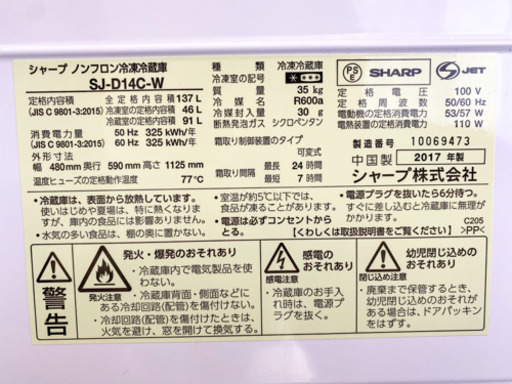 シャープ ノンフロン冷凍冷蔵庫
SJ-D14C-W
定格内容積 全定格内容積 137 L
(JIS C 9801-3:2015) 冷凍室の定格内容積 46 L
冷蔵室の定格内容積 91 L
消費電力量 50 Hz 325 kWh/年
(JIS C 9801-3:2015) 60 Hz 325 kWh/年
外形寸法
幅 480mm 奥行 590 mm 高さ 1125 mm
温度ヒューズの定格動作温度 77℃
種類 冷凍冷蔵庫
冷凍室の記号
質量 35 kg
冷媒 R600a
冷媒封入量 30 g
断熱発泡ガス シクロペンタン
霜取り制御装置のタイプ
可変式
霜取り間隔 最長 24 時間
最短 7 時間
PS
E
SHARP
S JET
定格電圧 100 V
定格周波数 50/60 Hz
電動機の定格消費電力 53/57 W
電熱装置の定格消費電力 110 W
製造番号 10069473
中国製 2017 年製
シャープ株式会社
・冷蔵庫は、表面から放熱しています。
使いはじめや夏場は、特に熱くなりま
すが、庫内の食品には影響ありません。
・水気の多い食品は、棚の奥に置かない。
・室温が約5℃以下では、
食品が凍ることがあります。
・電源は必ずコンセントから
とる。
・電源プラグを抜いたら6分待つ。
すぐに差し込むと冷蔵庫が
故障する場合があります。
【くわしくは取扱説明書をご覧ください】
C205
>PP<
警告
発火・爆発のおそれあり
発火注意
・冷蔵庫内で電気製品を使
わない。
・冷蔵庫背面・側面などに
ある冷却回路(配管)を傷付けない。
・冷却回路(配管)を傷付けたときは、
火気を避け、窓を開けて換気する。
感電の
おそれあり
感電注意
・冷蔵庫のお手入
れ時は、電源プラ
グを抜く。
幼児閉じ込めの
おそれあり
閉じ込め注意
・廃棄まで保管するとき、
幼児の閉じ込めが予想さ
れる場合は、ドアパッキン
をはずす。